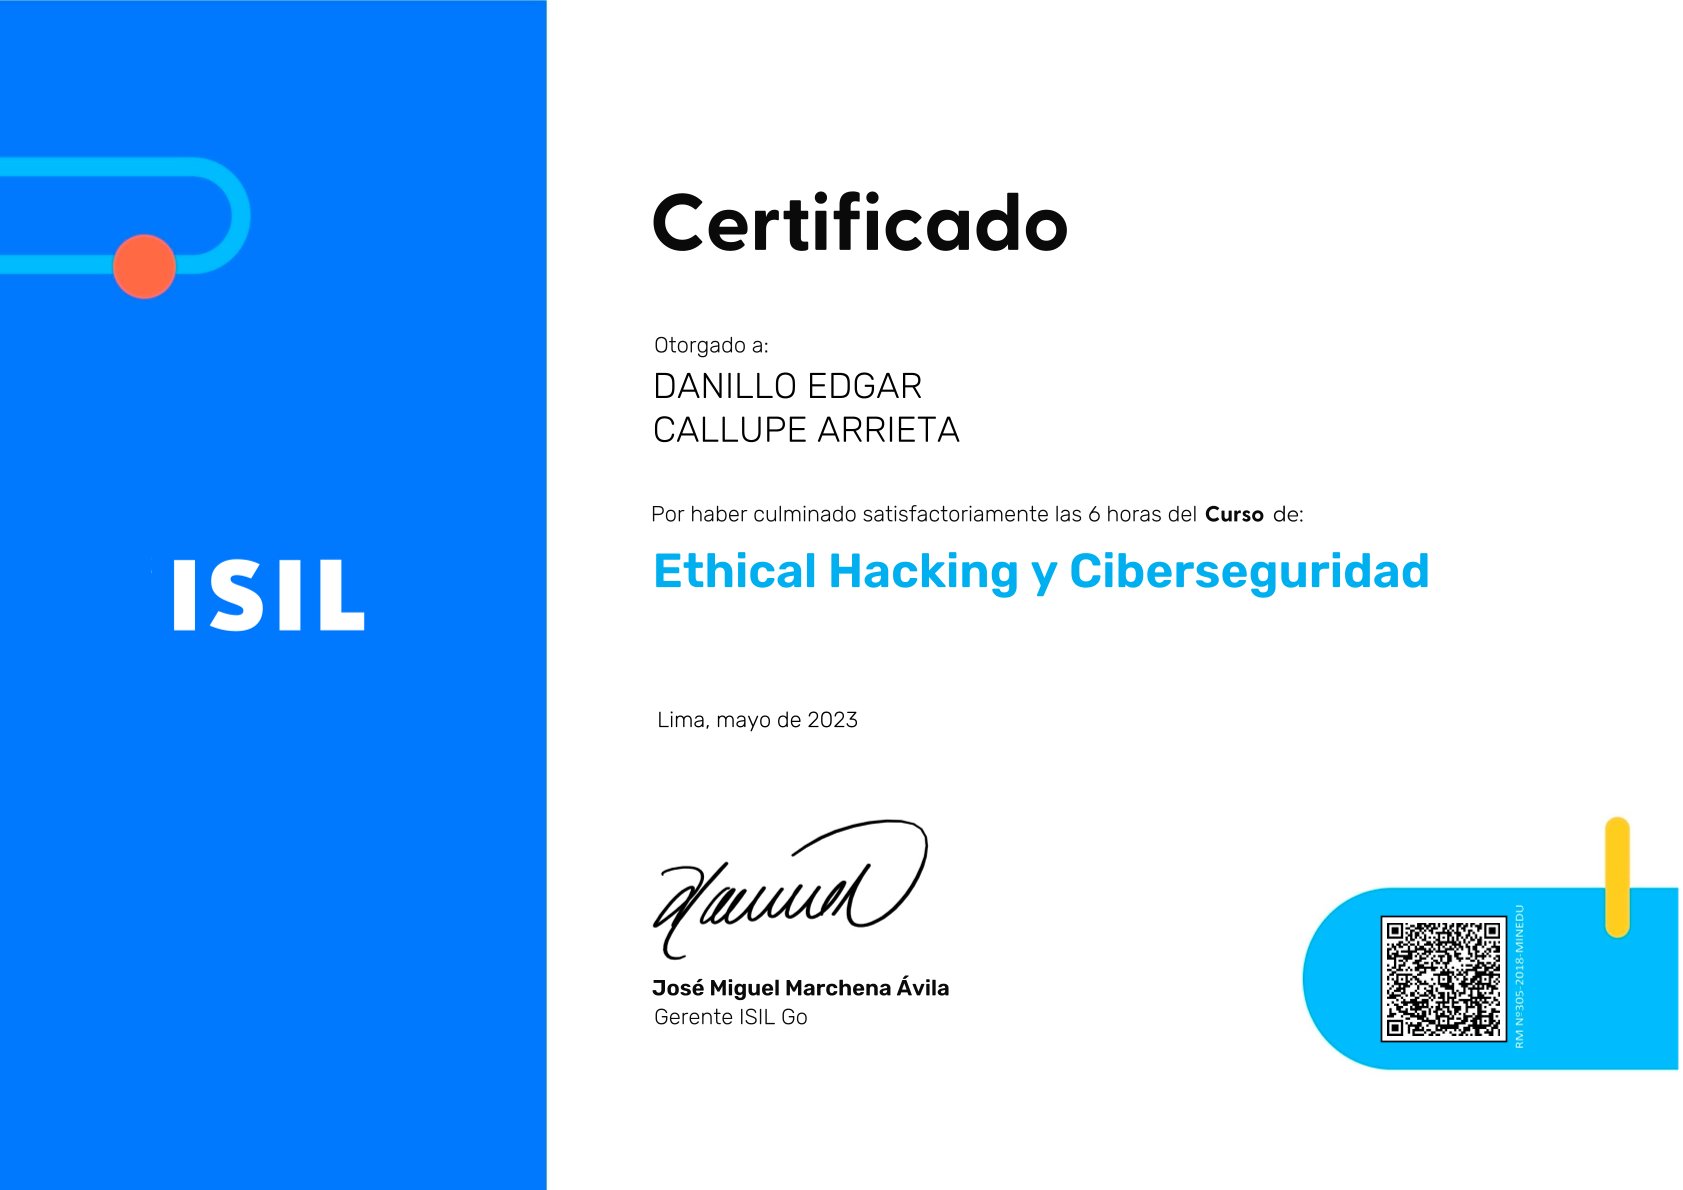 ISIL
Certificado
Otorgado a:
DANILLO EDGAR
CALLUPE ARRIETA
Por haber culminado satisfactoriamente las 6 horas del Curso de:
Ethical Hacking y Ciberseguridad
Lima, mayo de 2023
José Miguel Marchena Ávila
Gerente ISIL Go
RM Nº305-2018-MINEDU